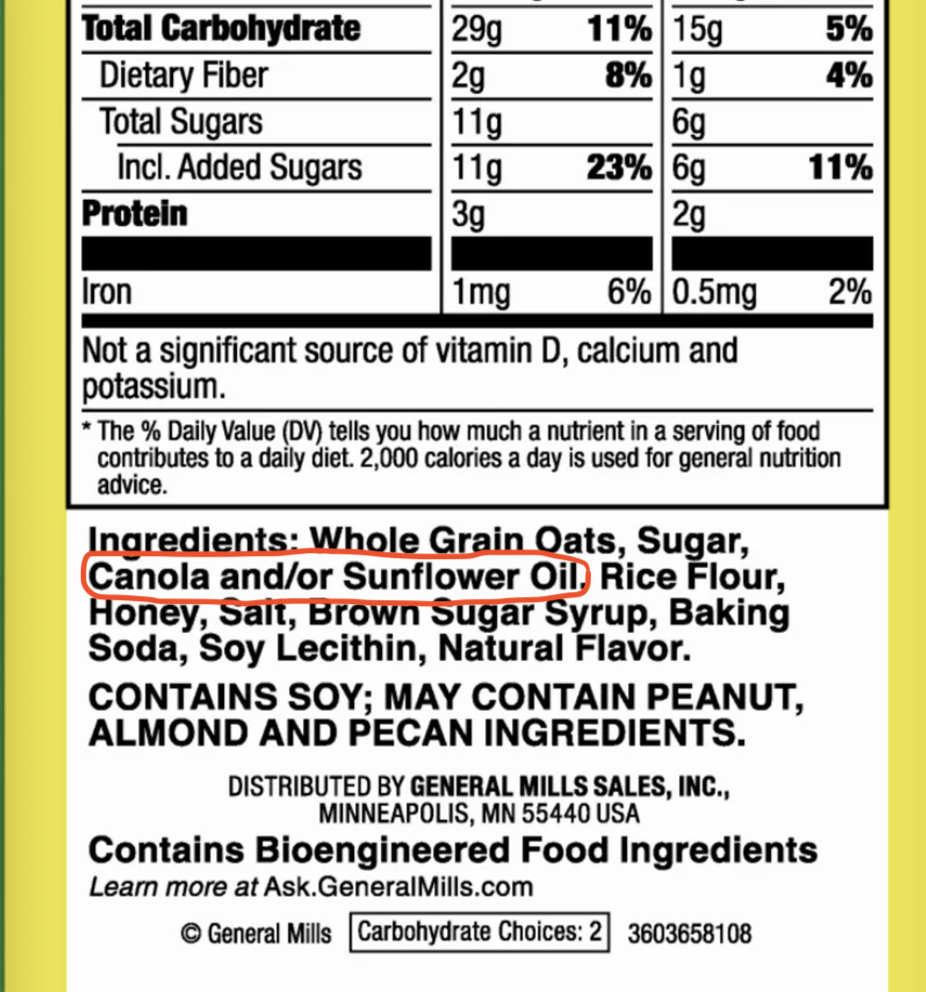 Total Carbohydrate 29g 11% 15g 5%
Dietary Fiber 2g 8% 1g 4%
Total Sugars 11g 6g
Incl. Added Sugars 11g 23% 6g 11%
Protein 3g 2g
Iron 1mg 6% 0.5mg 2%
Not a significant source of vitamin D, calcium and
potassium.
* The % Daily Value (DV) tells you how much a nutrient in a serving of food
contributes to a daily diet. 2,000 calories a day is used for general nutrition
advice.
Ingredients: Whole Grain Oats, Sugar,
Canola and/or Sunflower Oil, Rice Flour,
Honey, Salt, Brown Sugar Syrup, Baking
Soda, Soy Lecithin, Natural Flavor.
CONTAINS SOY; MAY CONTAIN PEANUT,
ALMOND AND PECAN INGREDIENTS.
DISTRIBUTED BY GENERAL MILLS SALES, INC.,
MINNEAPOLIS, MN 55440 USA
Contains Bioengineered Food Ingredients
Learn more at Ask.GeneralMills.com
© General Mills Carbohydrate Choices: 2 3603658108